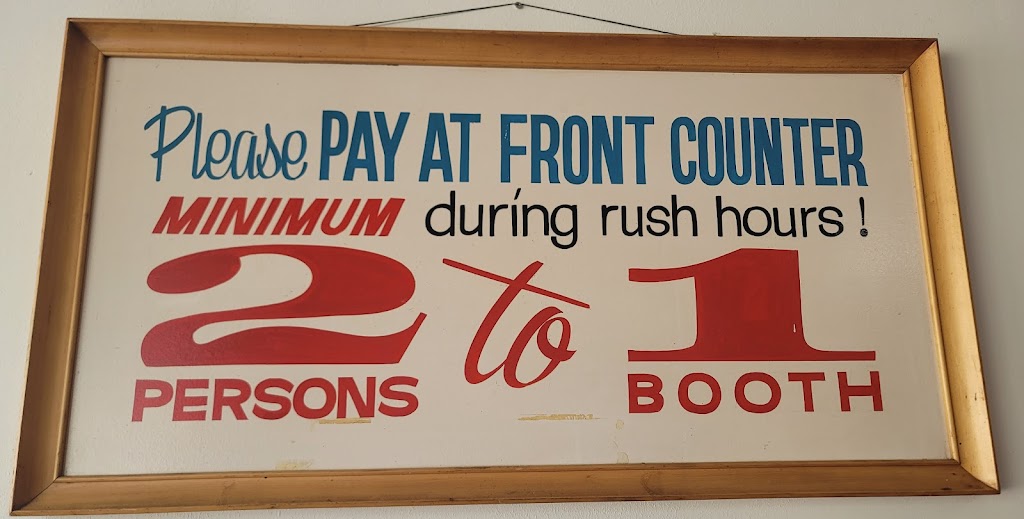 Please PAY AT FRONT COUNTER
MINIMUM during rush hours!
2 to 1
PERSONS BOOTH